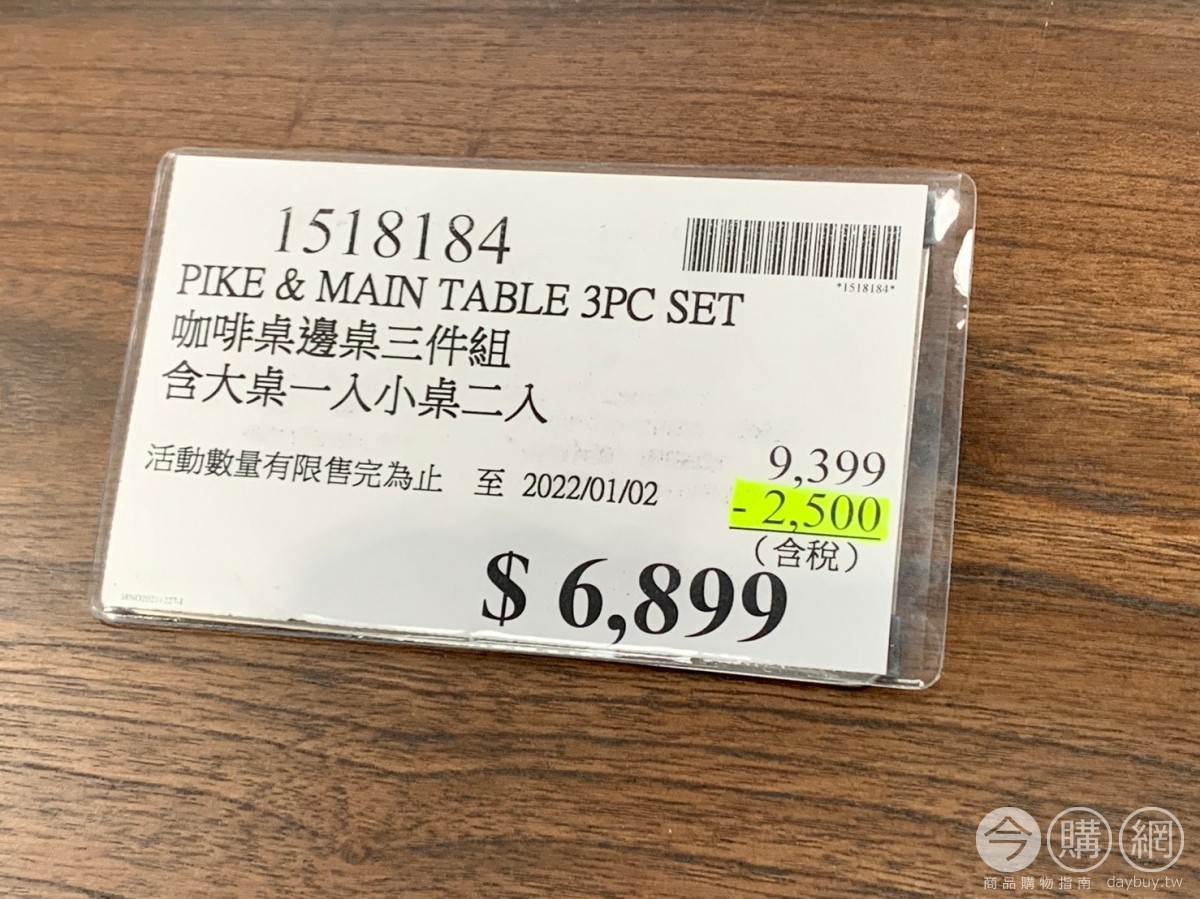 1518184
*1518184*
PIKE & MAIN TABLE 3PC SET
咖啡桌邊桌三件組
含大桌一入小桌二入
9,399
活動數量有限售完為止 至 2022/01/02
- 2,500
(含稅)
$ 6,899
今購網
商品購物指南 daybuy.tw